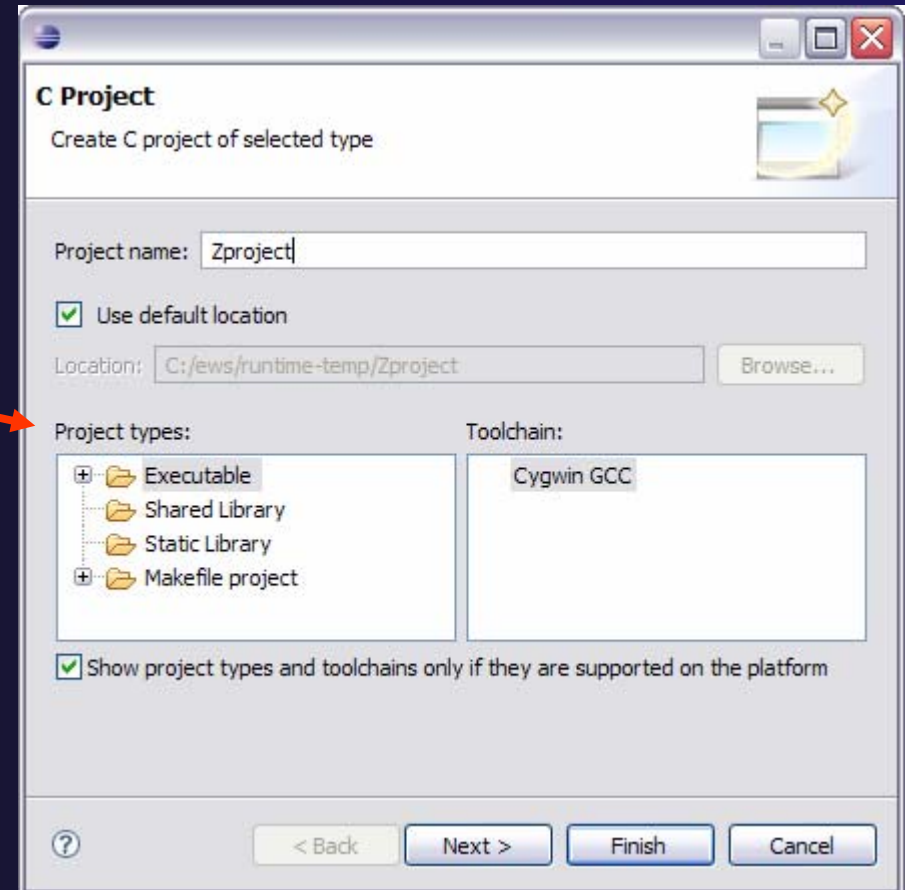 C Project
Create C project of selected type
Project name: Zproject
Use default location
Location: C:/ews/runtime-temp/Zproject Browse...
Project types: Toolchain:
Executable Cygwin GCC
Shared Library
Static Library
Makefile project
Show project types and toolchains only if they are supported on the platform
? < Back Next > Finish Cancel